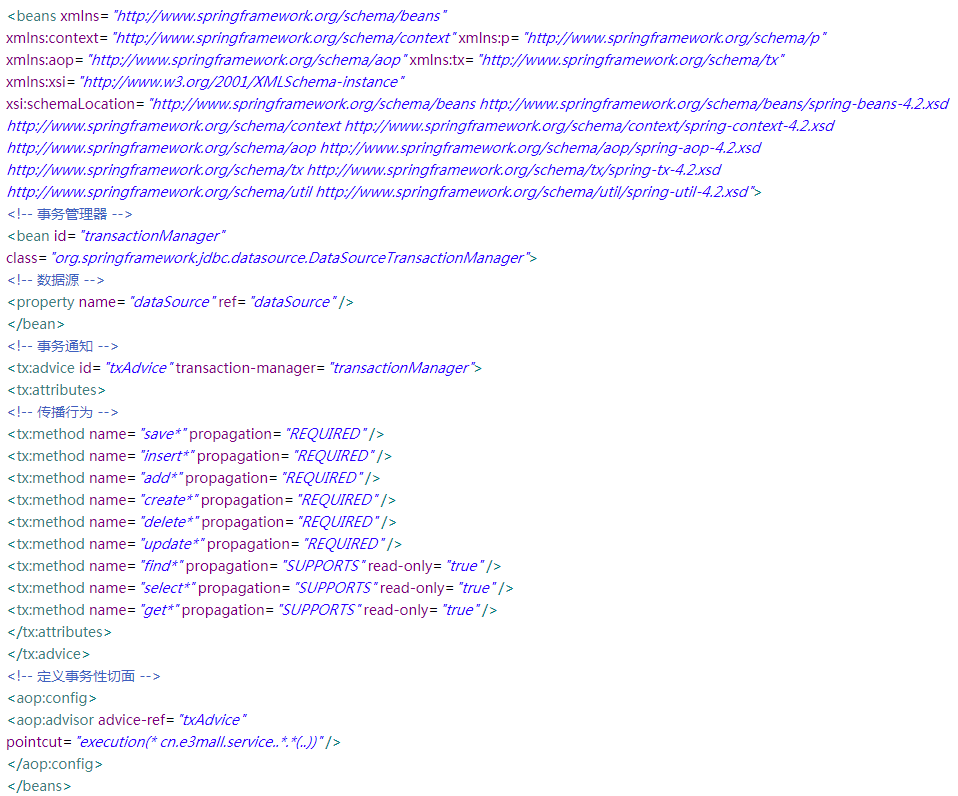 <beans xmlns="http://www.springframework.org/schema/beans"
xmlns:context="http://www.springframework.org/schema/context" xmlns:p="http://www.springframework.org/schema/p"
xmlns:aop="http://www.springframework.org/schema/aop" xmlns:tx="http://www.springframework.org/schema/tx"
xmlns:xsi="http://www.w3.org/2001/XMLSchema-instance"
xsi:schemaLocation="http://www.springframework.org/schema/beans http://www.springframework.org/schema/beans/spring-beans-4.2.xsd
http://www.springframework.org/schema/context http://www.springframework.org/schema/context/spring-context-4.2.xsd
http://www.springframework.org/schema/aop http://www.springframework.org/schema/aop/spring-aop-4.2.xsd
http://www.springframework.org/schema/tx http://www.springframework.org/schema/tx/spring-tx-4.2.xsd
http://www.springframework.org/schema/util http://www.springframework.org/schema/util/spring-util-4.2.xsd">
<!-- 事务管理器 -->
<bean id="transactionManager"
class="org.springframework.jdbc.datasource.DataSourceTransactionManager">
<!-- 数据源 -->
<property name="dataSource" ref="dataSource" />
</bean>
<!-- 事务通知 -->
<tx:advice id="txAdvice" transaction-manager="transactionManager">
<tx:attributes>
<!-- 传播行为 -->
<tx:method name="save*" propagation="REQUIRED" />
<tx:method name="insert*" propagation="REQUIRED" />
<tx:method name="add*" propagation="REQUIRED" />
<tx:method name="create*" propagation="REQUIRED" />
<tx:method name="delete*" propagation="REQUIRED" />
<tx:method name="update*" propagation="REQUIRED" />
<tx:method name="find*" propagation="SUPPORTS" read-only="true" />
<tx:method name="select*" propagation="SUPPORTS" read-only="true" />
<tx:method name="get*" propagation="SUPPORTS" read-only="true" />
</tx:attributes>
</tx:advice>
<!-- 定义事务性切面 -->
<aop:config>
<aop:advisor advice-ref="txAdvice"
pointcut="execution(* cn.e3mall.service..*.*(..))" />
</aop:config>
</beans>